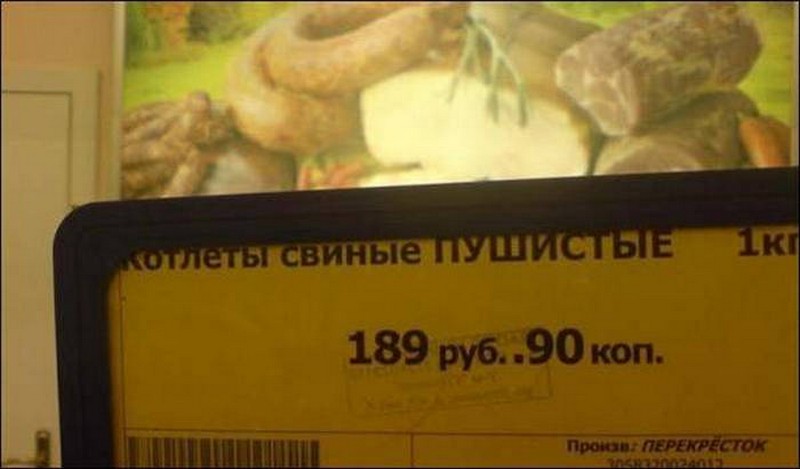 котлеты свиные ПУШИСТЫЕ 1кг
189 руб..90 коп.
Произв: ПЕРЕКРЁСТОК